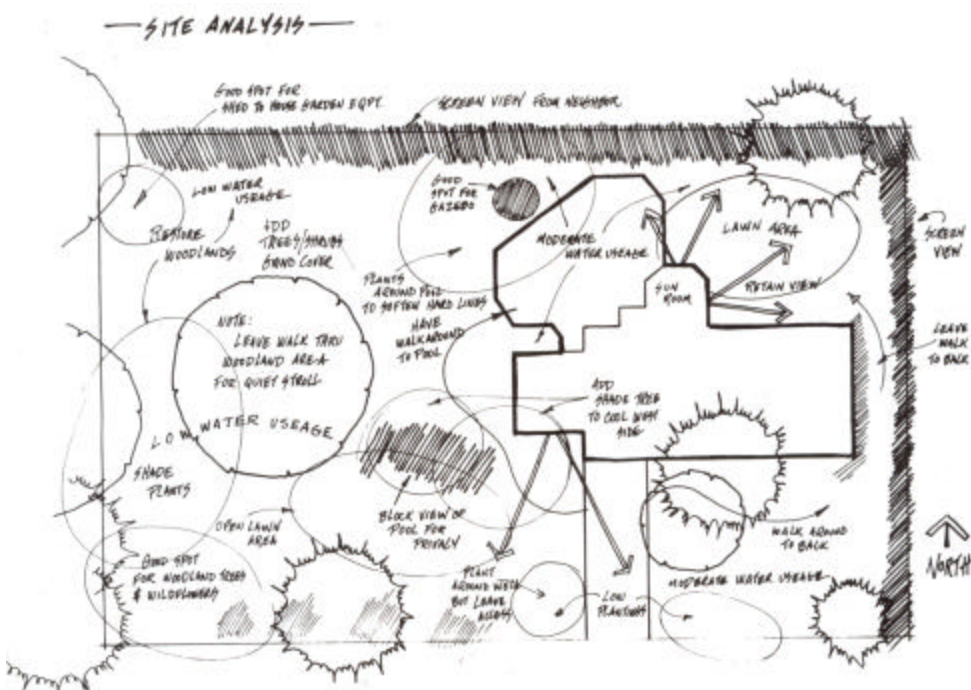 SITE ANALYSIS
GOOD SPOT FOR
SHED TO HOUSE GARDEN EQPT.
SCREEN VIEW FROM NEIGHBOR
LOW WATER
USEAGE
RESTORE
WOODLANDS
ADD
TREES/SHRUBS
GRND COVER
GOOD
SPOT FOR
GAZEBO
MODERATE
WATER USEAGE
LAWN AREA
SCREEN
VIEW
PLANTS
AROUND POOL
TO SOFTEN HARD LINES
SUN
ROOM
RETAIN VIEW
HAVE
WALKAROUND
TO POOL
NOTE:
LEAVE WALK THRU
WOODLAND AREA
FOR QUIET STROLL
LEAVE
WALK
TO BACK
ADD
SHADE TREE
TO COOL WEST
SIDE
LOW WATER USEAGE
SHADE
PLANTS
OPEN LAWN
AREA
BLOCK VIEW OF
POOL FOR
PRIVACY
WALK AROUND
TO BACK
GOOD SPOT
FOR WOODLAND TREES
& WILDFLOWERS
PLANT
AROUND WELL
BUT LEAVE
ACCESS
LOW
PLANTINGS
MODERATE WATER USEAGE
NORTH